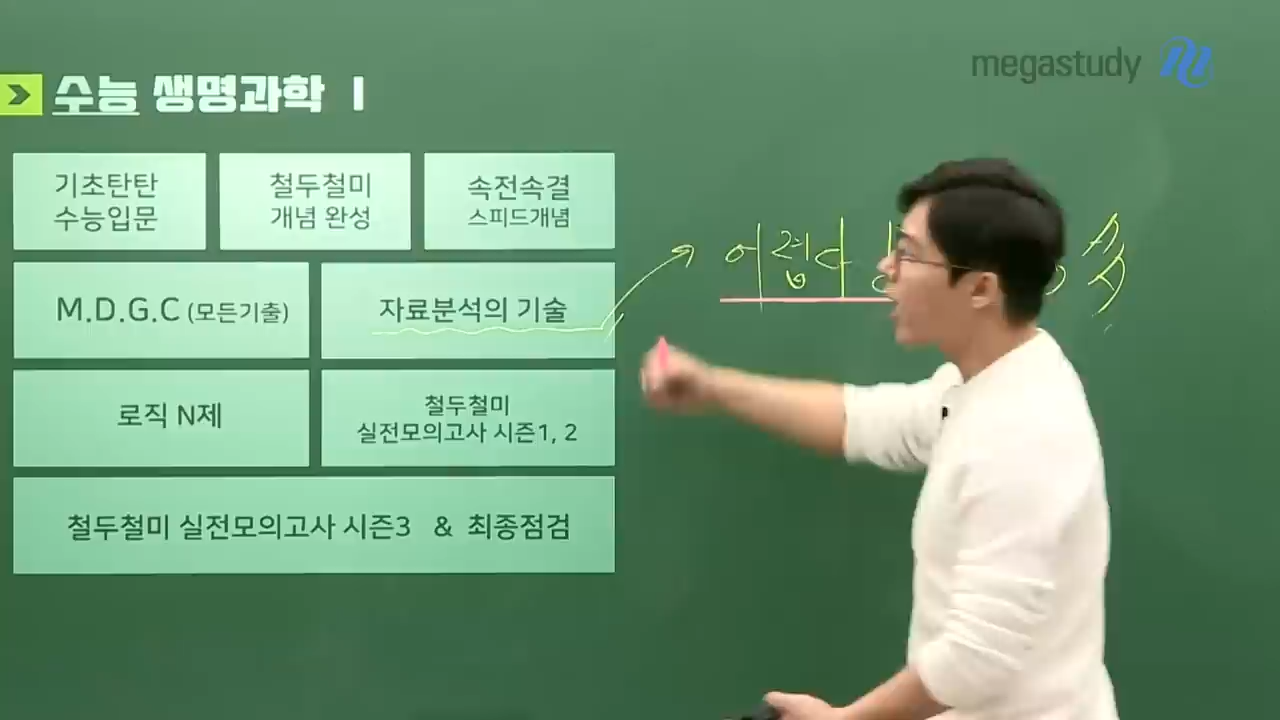 megastudy
수능 생명과학 I
기초탄탄
수능입문
철두철미
개념 완성
속전속결
스피드개념
M.D.G.C (모든기출)
자료분석의 기술
어렵다
로직 N제
철두철미
실전모의고사 시즌1, 2
철두철미 실전모의고사 시즌3 & 최종점검